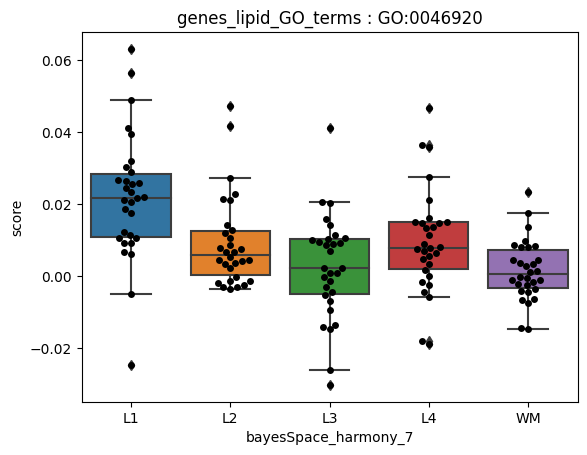 genes_lipid_GO_terms : GO:0046920
score
0.06
0.04
0.02
0.00
−0.02
L1 L2 L3 L4 WM
bayesSpace_harmony_7